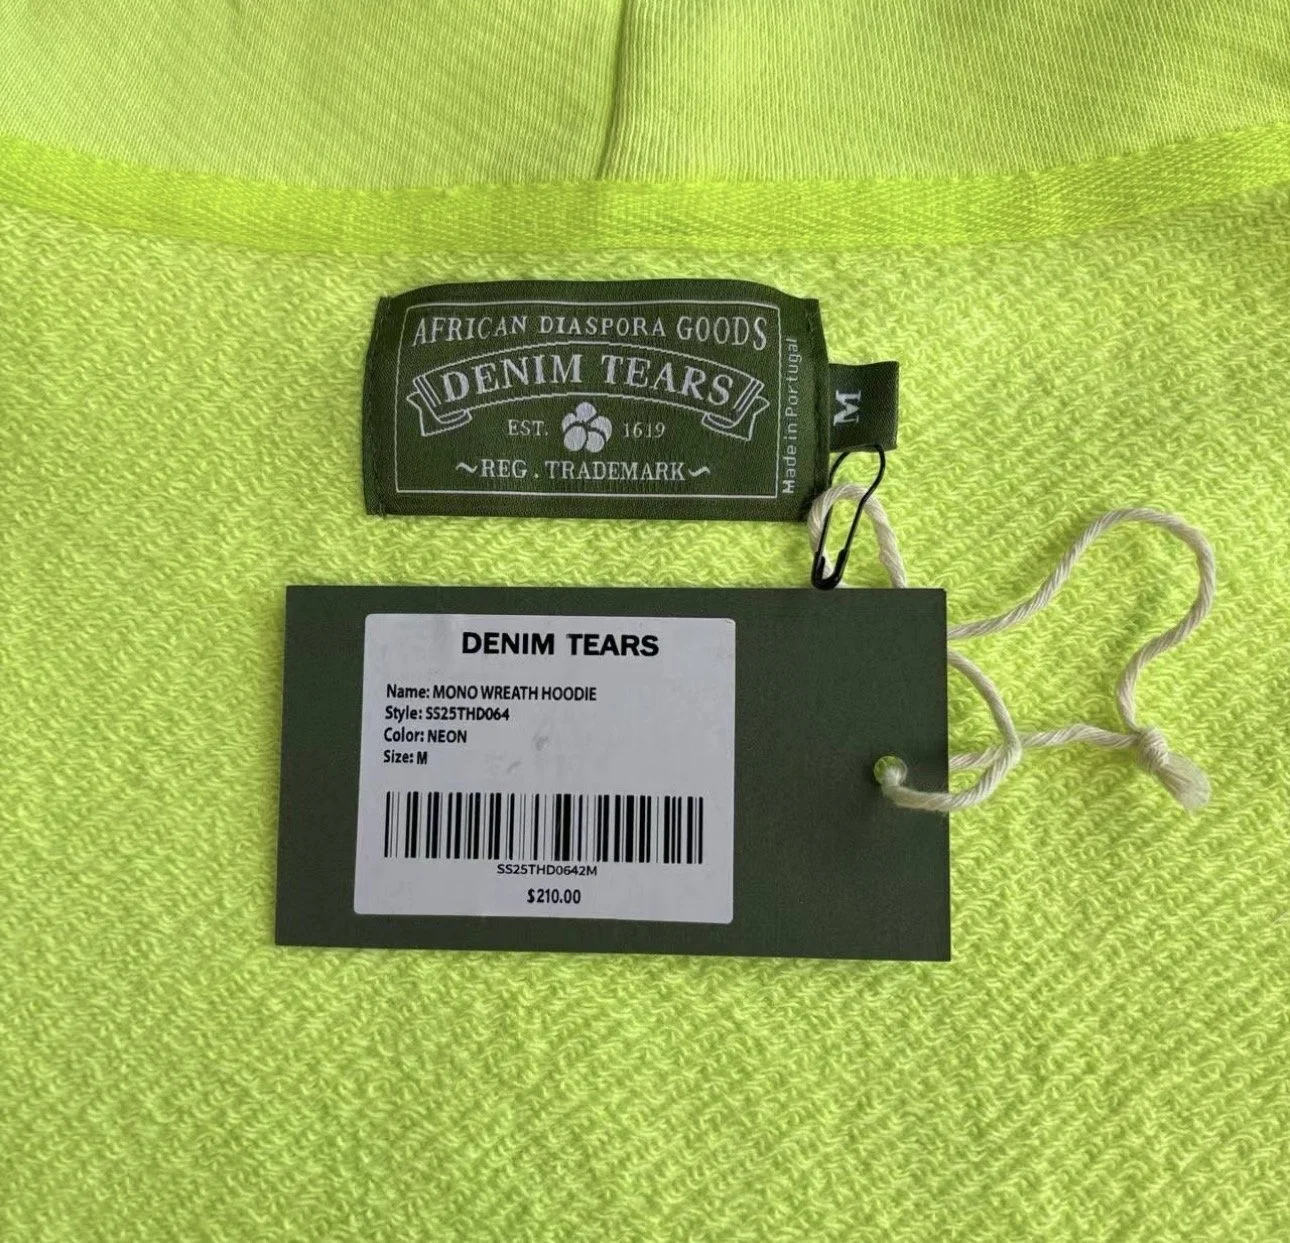 AFRICAN DIASPORA GOODS
DENIM TEARS
EST. 1619
~REG. TRADEMARK~
Made in Portugal
M
DENIM TEARS
Name: MONO WREATH HOODIE
Style: SS25THD064
Color: NEON
Size: M
SS25THD0642M
$210.00